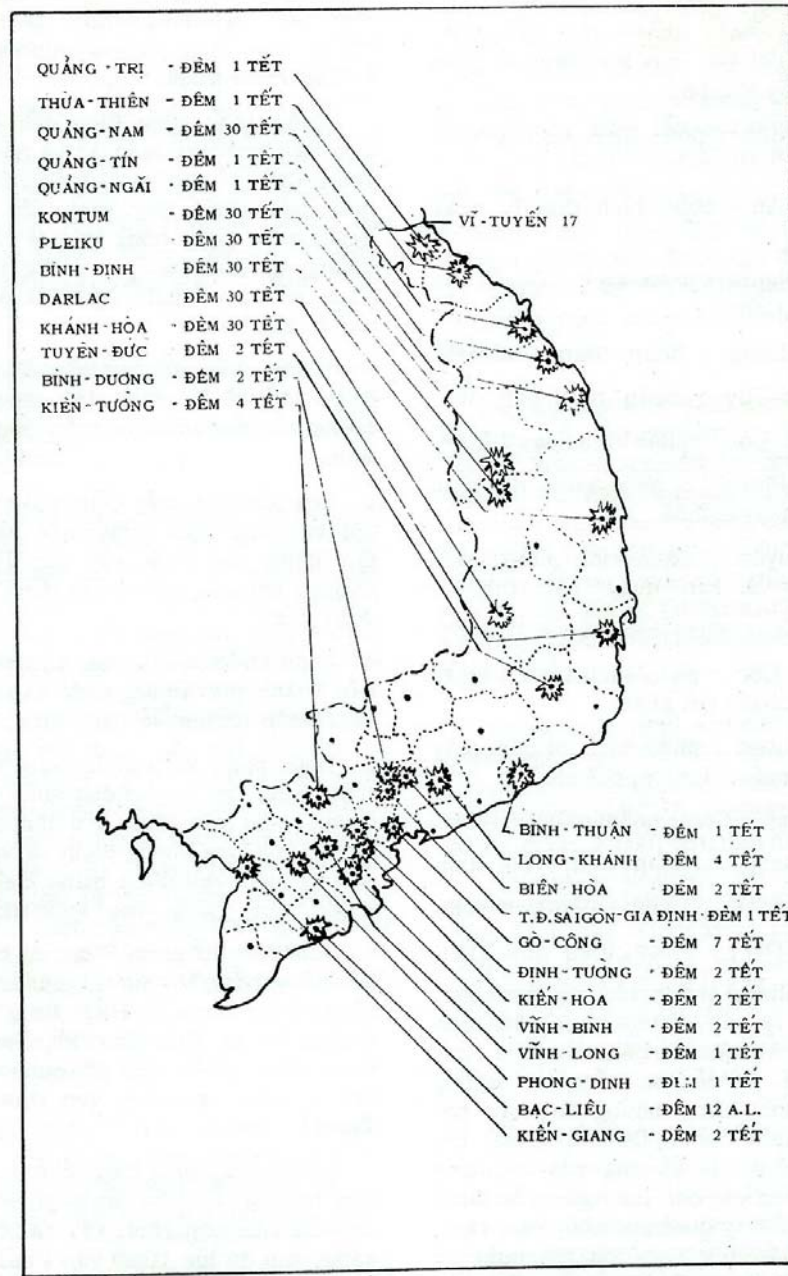 QUẢNG - TRỊ - ĐÊM 1 TẾT
THỪA - THIÊN - ĐÊM 1 TẾT
QUẢNG - NAM - ĐÊM 30 TẾT
QUẢNG - TÍN - ĐÊM 1 TẾT
QUẢNG - NGÃI - ĐÊM 1 TẾT
KONTUM - ĐÊM 30 TẾT
PLEIKU - ĐÊM 30 TẾT
BÌNH - ĐỊNH - ĐÊM 30 TẾT
DARLAC ĐÊM 30 TẾT
KHÁNH - HÒA - ĐÊM 30 TẾT
TUYÊN - ĐỨC ĐÊM 2 TẾT
BÌNH - DƯƠNG - ĐÊM 2 TẾT
KIẾN - TƯỜNG - ĐÊM 4 TẾT
VĨ - TUYẾN 17
BÌNH - THUẬN - ĐÊM 1 TẾT
LONG - KHÁNH - ĐÊM 4 TẾT
BIÊN HÒA ĐÊM 2 TẾT
T.Đ. SAIGON - GIA ĐỊNH - ĐÊM 1 TẾT
GÒ - CÔNG - ĐÊM 7 TẾT
ĐỊNH - TƯỜNG - ĐÊM 2 TẾT
KIẾN - HÒA - ĐÊM 2 TẾT
VĨNH - BÌNH - ĐÊM 2 TẾT
VĨNH - LONG - ĐÊM 1 TẾT
PHONG - DINH - ĐÊM 1 TẾT
BẠC - LIÊU - ĐÊM 12 A.L.
KIÊN - GIANG - ĐÊM 2 TẾT